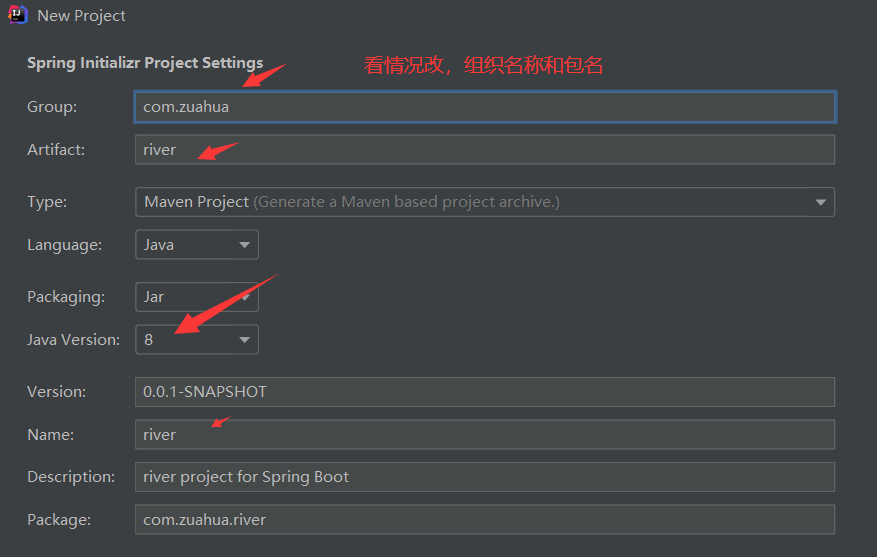 New Project
Spring Initializr Project Settings
看情况改，组织名称和包名
Group: com.zuahua
Artifact: river
Type: Maven Project (Generate a Maven based project archive.)
Language: Java
Packaging: Jar
Java Version: 8
Version: 0.0.1-SNAPSHOT
Name: river
Description: river project for Spring Boot
Package: com.zuahua.river